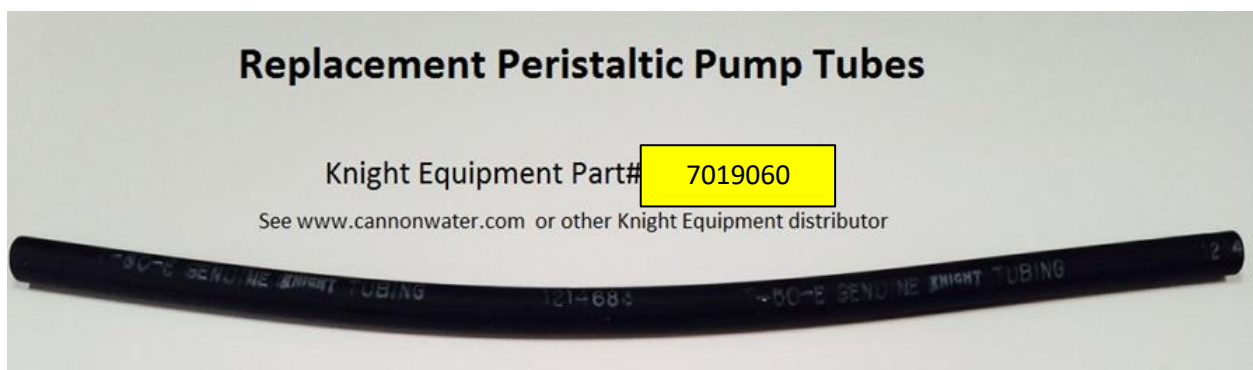 Replacement Peristaltic Pump Tubes
Knight Equipment Part# 7019060
See www.cannonwater.com or other Knight Equipment distributor
GENUINE KNIGHT TUBING
GENUINE KNIGHT TUBING